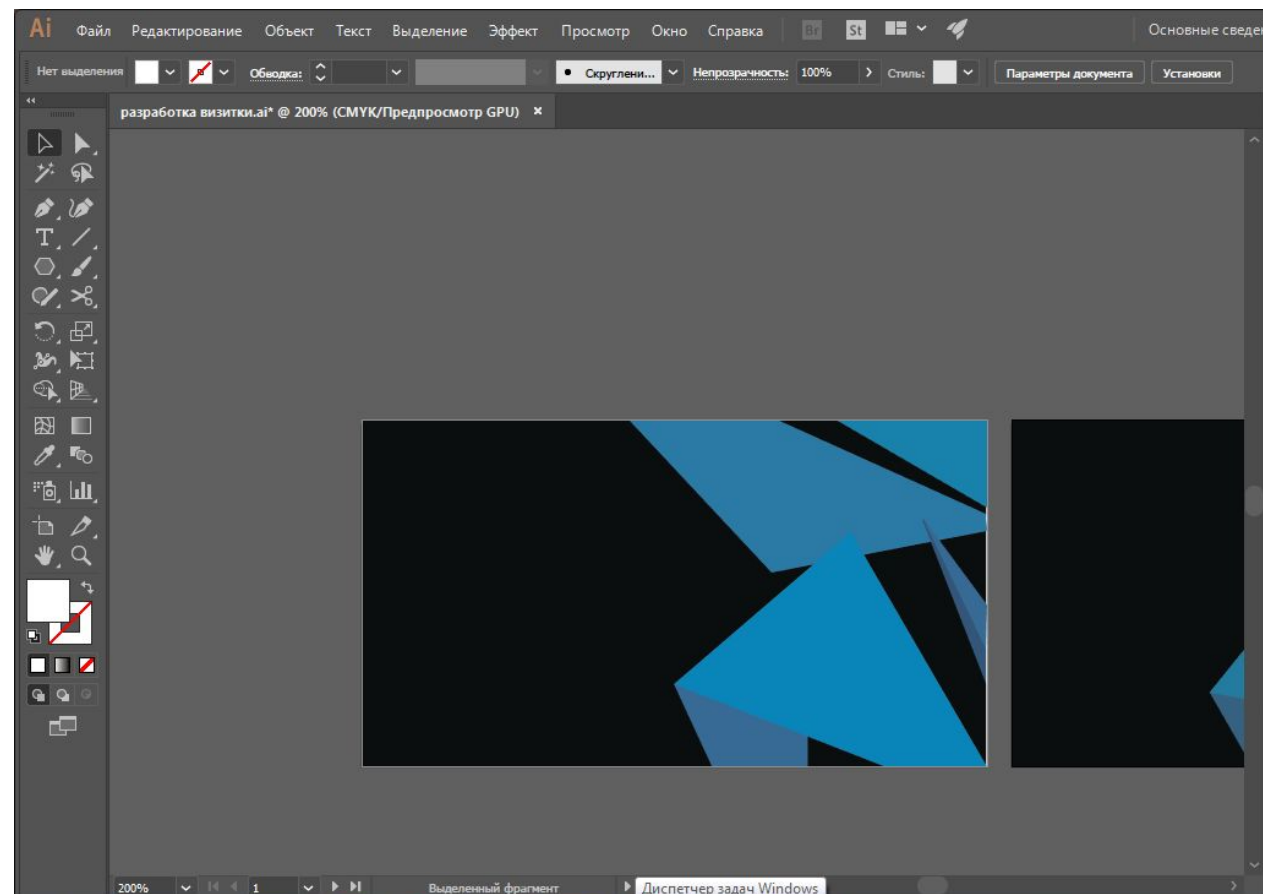 Ai Файл Редактирование Объект Текст Выделение Эффект Просмотр Окно Справка Br St Основные сведе
Нет выделения Обводка: Скруглени... Непрозрачность: 100% Стиль: Параметры документа Установки
разработка визитки.ai* @ 200% (CMYK/Предпросмотр GPU) ×
200% 1 Выделенный фрагмент Диспетчер задач Windows